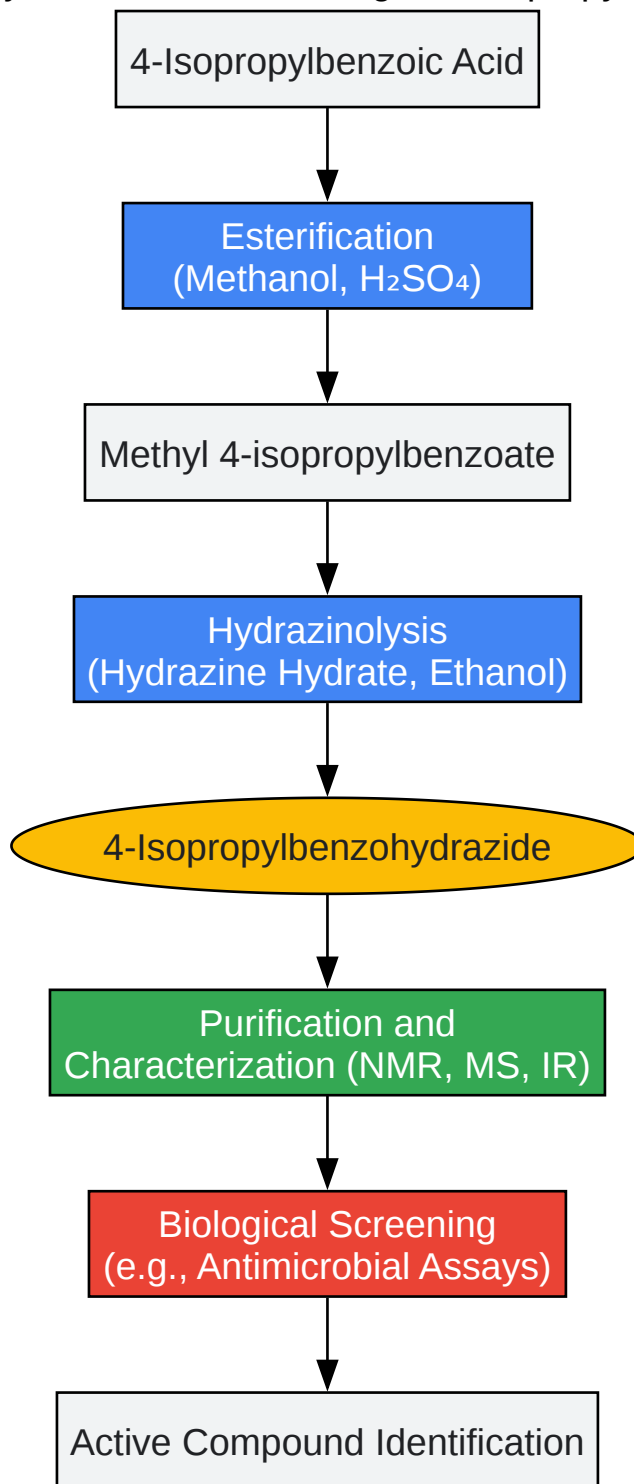 4-Isopropylbenzoic Acid
Esterification
(Methanol, H₂SO₄)
Methyl 4-isopropylbenzoate
Hydrazinolysis
(Hydrazine Hydrate, Ethanol)
4-Isopropylbenzohydrazide
Purification and
Characterization (NMR, MS, IR)
Biological Screening
(e.g., Antimicrobial Assays)
Active Compound Identification